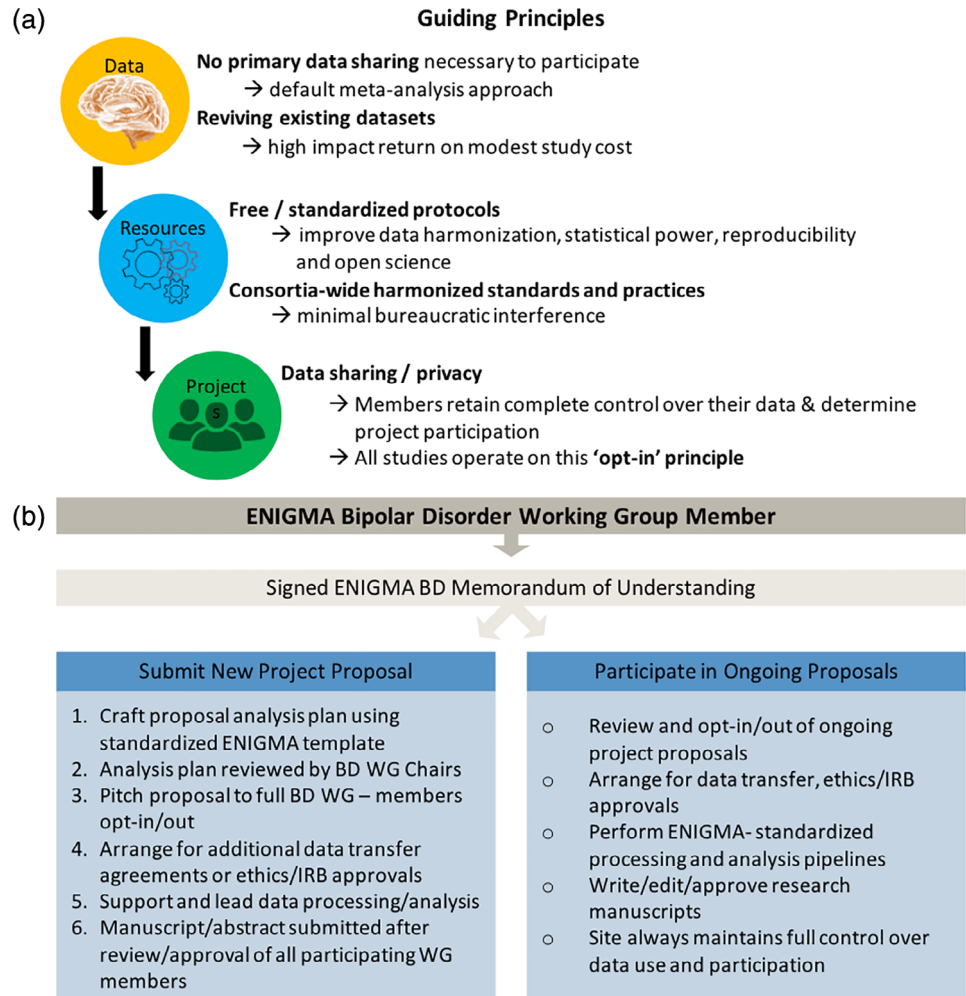 (a)
Guiding Principles
Data
No primary data sharing necessary to participate
→ default meta-analysis approach
Reviving existing datasets
→ high impact return on modest study cost
Resources
Free / standardized protocols
→ improve data harmonization, statistical power, reproducibility
and open science
Consortia-wide harmonized standards and practices
→ minimal bureaucratic interference
Project
s
Data sharing / privacy
→ Members retain complete control over their data & determine
project participation
→ All studies operate on this ‘opt-in’ principle
(b)
ENIGMA Bipolar Disorder Working Group Member
Signed ENIGMA BD Memorandum of Understanding
Submit New Project Proposal
1. Craft proposal analysis plan using
standardized ENIGMA template
2. Analysis plan reviewed by BD WG Chairs
3. Pitch proposal to full BD WG – members
opt-in/out
4. Arrange for additional data transfer
agreements or ethics/IRB approvals
5. Support and lead data processing/analysis
6. Manuscript/abstract submitted after
review/approval of all participating WG
members
Participate in Ongoing Proposals
o Review and opt-in/out of ongoing
project proposals
o Arrange for data transfer, ethics/IRB
approvals
o Perform ENIGMA- standardized
processing and analysis pipelines
o Write/edit/approve research
manuscripts
o Site always maintains full control over
data use and participation